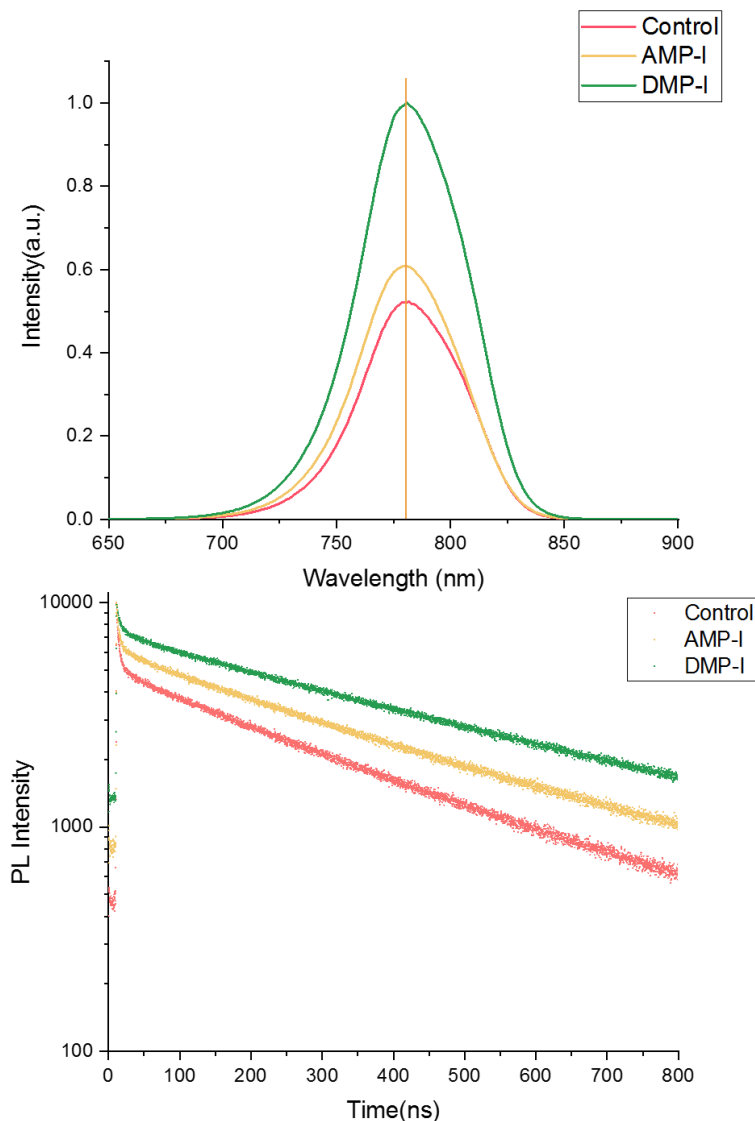 Control
AMP-I
DMP-I
Intensity(a.u.)
1.0
0.8
0.6
0.4
0.2
0.0
650 700 750 800 850 900
Wavelength (nm)
Control
AMP-I
DMP-I
PL Intensity
10000
1000
100
0 100 200 300 400 500 600 700 800
Time(ns)